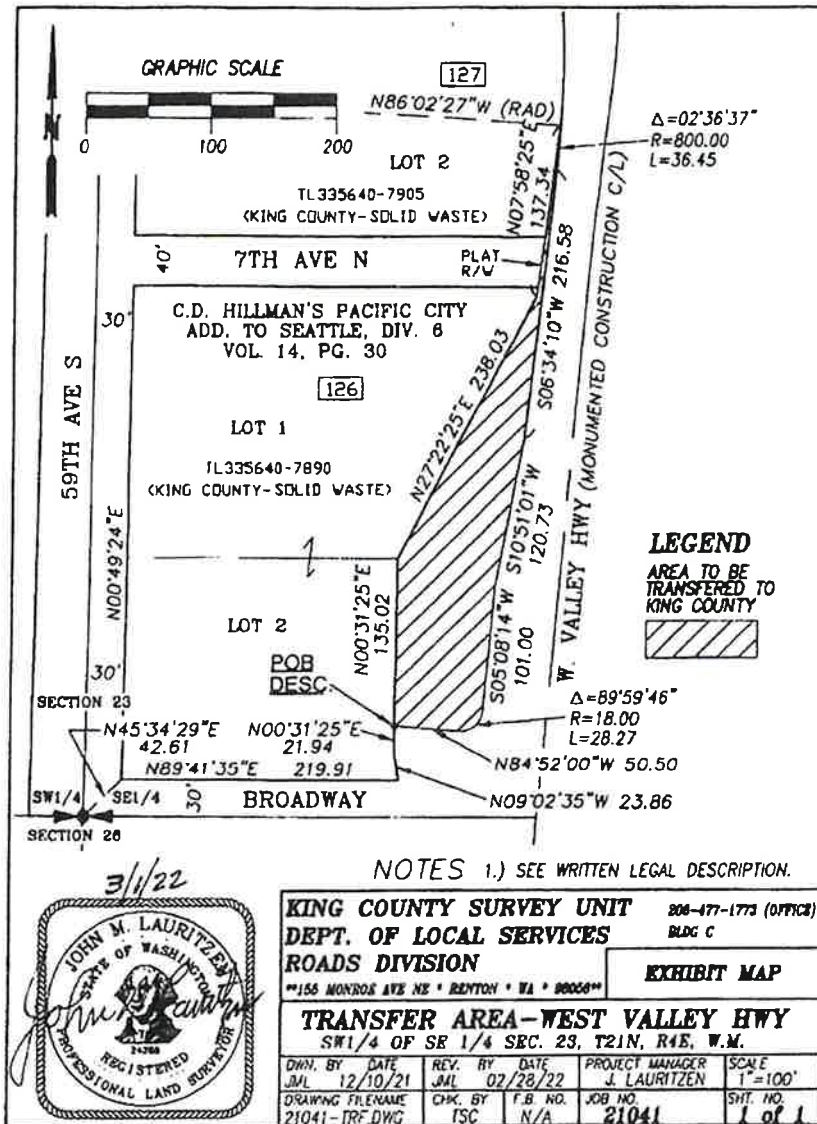 GRAPHIC SCALE
N
0 100 200
127
N86°02'27"W (RAD)
Δ=02°36'37"
R=800.00
L=36.45
LOT 2
TL335640-7905
(KING COUNTY-SOLID WASTE)
N07°58'25"E
137.34
40'
7TH AVE N
PLAT
R/W
C.D. HILLMAN'S PACIFIC CITY
ADD. TO SEATTLE, DIV. 6
VOL. 14, PG. 30
30'
126
LOT 1
TL335640-7890
(KING COUNTY-SOLID WASTE)
59TH AVE S
N00°49'24"E
N27°22'25"E 238.03
S06°34'10"W 216.58
S10°51'01"W
120.73
S05°08'14"W
101.00
W. VALLEY HWY (MONUMENTED CONSTRUCTION C/L)
LEGEND
AREA TO BE
TRANSFERED TO
KING COUNTY
LOT 2
N00°31'25"E
135.02
POB
DESC.
30'
SECTION 23
N45°34'29"E
42.61
N00°31'25"E
21.94
N89°41'35"E 219.91
Δ=89°59'46"
R=18.00
L=28.27
N84°52'00"W 50.50
N09°02'35"W 23.86
SW1/4 SE1/4
30'
BROADWAY
SECTION 26
NOTES 1.) SEE WRITTEN LEGAL DESCRIPTION.
3/1/22
JOHN M. LAURITZEN
STATE OF WASHINGTON
REGISTERED
PROFESSIONAL LAND SURVEYOR
KING COUNTY SURVEY UNIT 206-477-1773 (OFFICE)
DEPT. OF LOCAL SERVICES BLDG C
ROADS DIVISION
**155 MONROE AVE NE * RENTON * WA * 98056**
EXHIBIT MAP
TRANSFER AREA-WEST VALLEY HWY
SW1/4 OF SE 1/4 SEC. 23, T21N, R4E, W.M.
DWN. BY DATE REV. BY DATE PROJECT MANAGER SCALE
JML 12/10/21 JML 02/28/22 J. LAURITZEN 1"=100'
DRAWING FILENAME CHK. BY F.B. NO. JOB NO. SHT. NO.
21041-TRF.DWG TSC N/A 21041 1 of 1